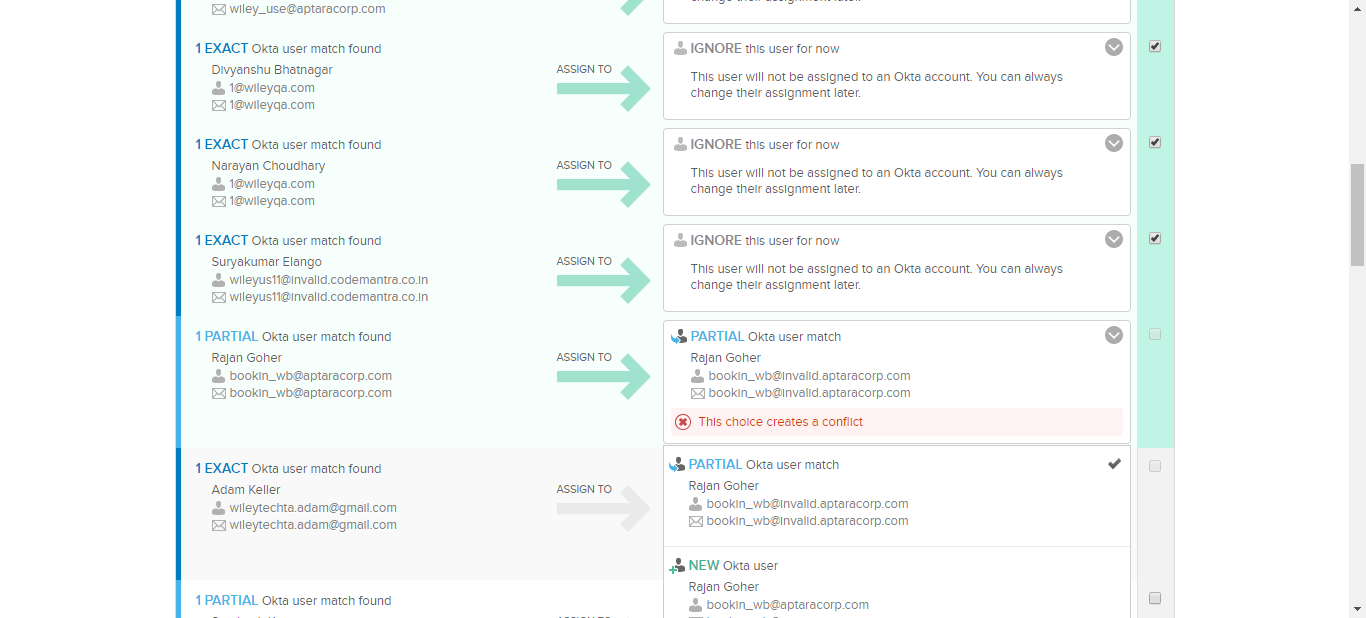 wiley_use@aptaracorp.com
change their assignment later.
1 EXACT Okta user match found
Divyanshu Bhatnagar
1@wileyqa.com
1@wileyqa.com
ASSIGN TO
IGNORE this user for now
This user will not be assigned to an Okta account. You can always
change their assignment later.
1 EXACT Okta user match found
Narayan Choudhary
1@wileyqa.com
1@wileyqa.com
ASSIGN TO
IGNORE this user for now
This user will not be assigned to an Okta account. You can always
change their assignment later.
1 EXACT Okta user match found
Suryakumar Elango
wileyus11@invalid.codemantra.co.in
wileyus11@invalid.codemantra.co.in
ASSIGN TO
IGNORE this user for now
This user will not be assigned to an Okta account. You can always
change their assignment later.
1 PARTIAL Okta user match found
Rajan Goher
bookin_wb@aptaracorp.com
bookin_wb@aptaracorp.com
ASSIGN TO
PARTIAL Okta user match
Rajan Goher
bookin_wb@invalid.aptaracorp.com
bookin_wb@invalid.aptaracorp.com
This choice creates a conflict
1 EXACT Okta user match found
Adam Keller
wileytechta.adam@gmail.com
wileytechta.adam@gmail.com
ASSIGN TO
PARTIAL Okta user match
Rajan Goher
bookin_wb@invalid.aptaracorp.com
bookin_wb@invalid.aptaracorp.com
NEW Okta user
Rajan Goher
bookin_wb@aptaracorp.com
1 PARTIAL Okta user match found